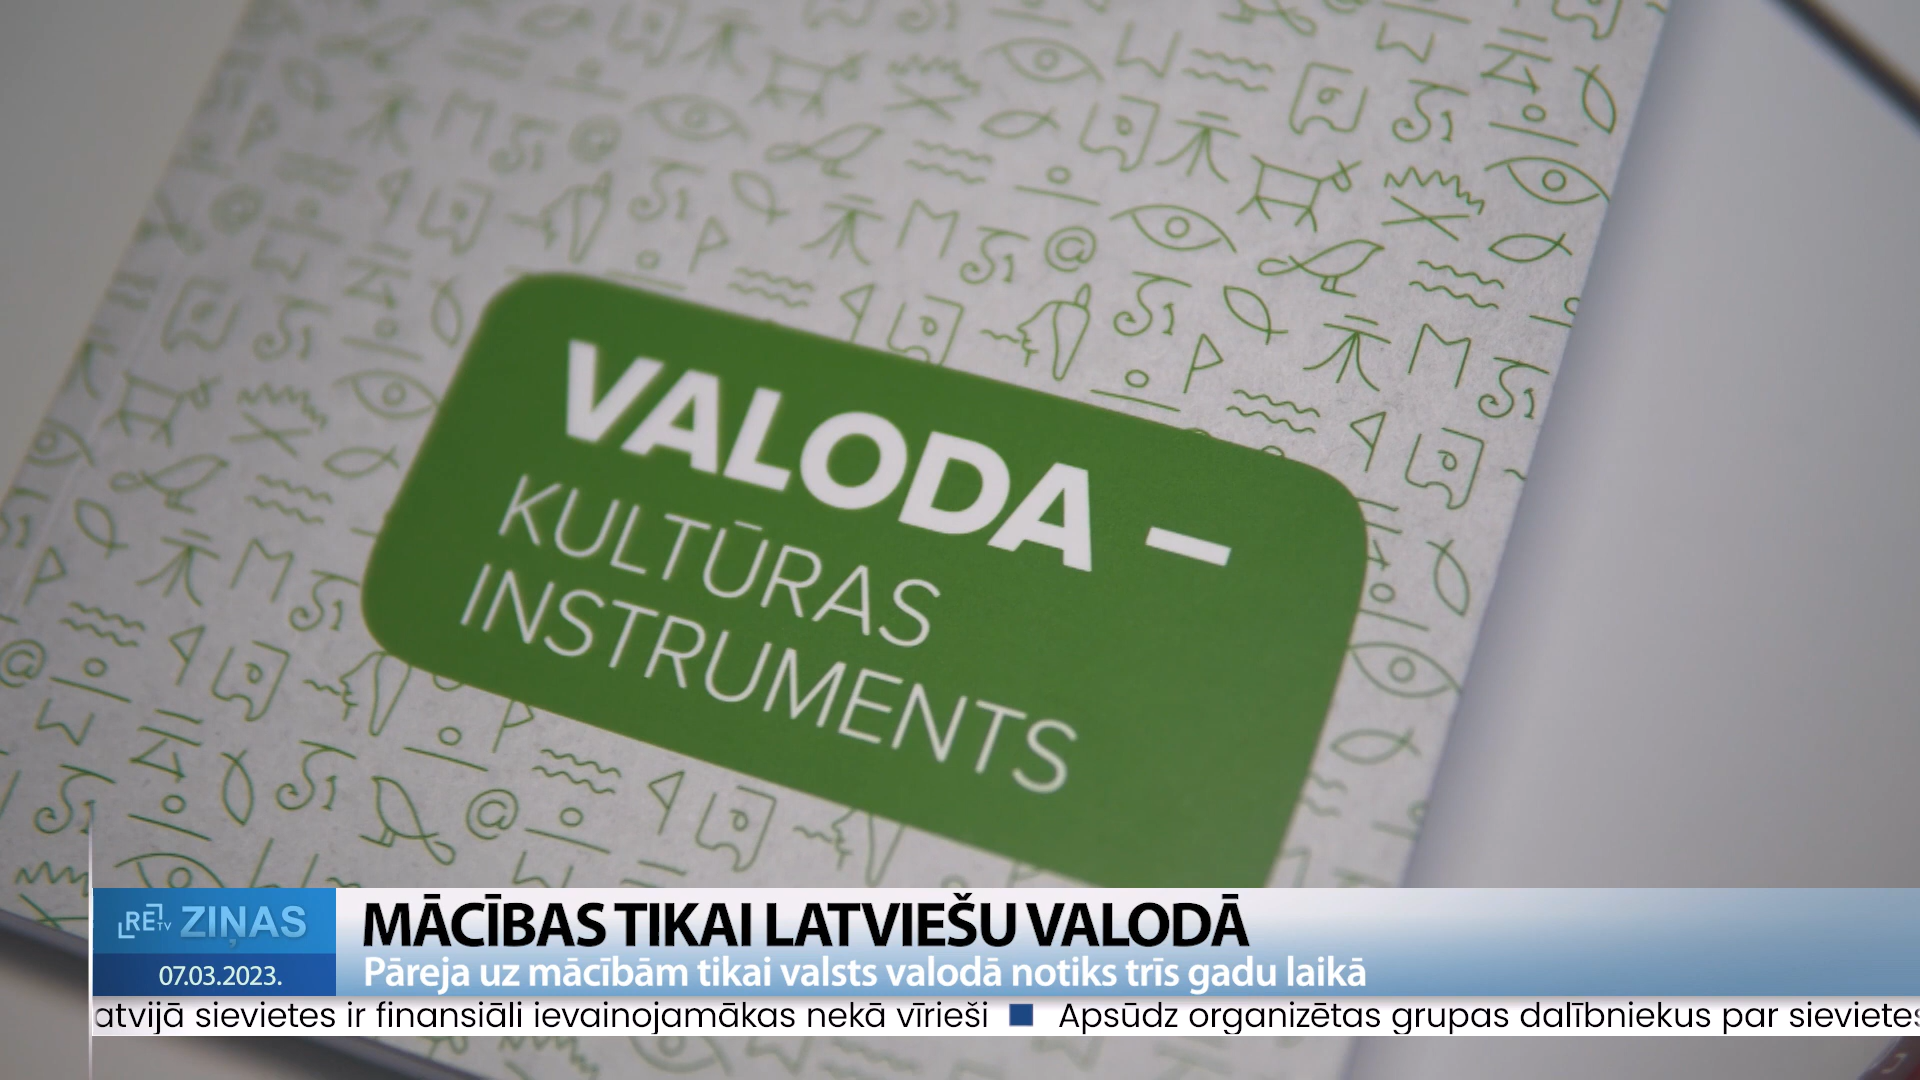 VALODA –
KULTŪRAS
INSTRUMENTS
RE TV ZIŅAS
MĀCĪBAS TIKAI LATVIEŠU VALODĀ
07.03.2023.
Pāreja uz mācībām tikai valsts valodā notiks trīs gadu laikā
atvijā sievietes ir finansiāli ievainojamākas nekā vīrieši ■ Apsūdz organizētas grupas dalībniekus par sievietes